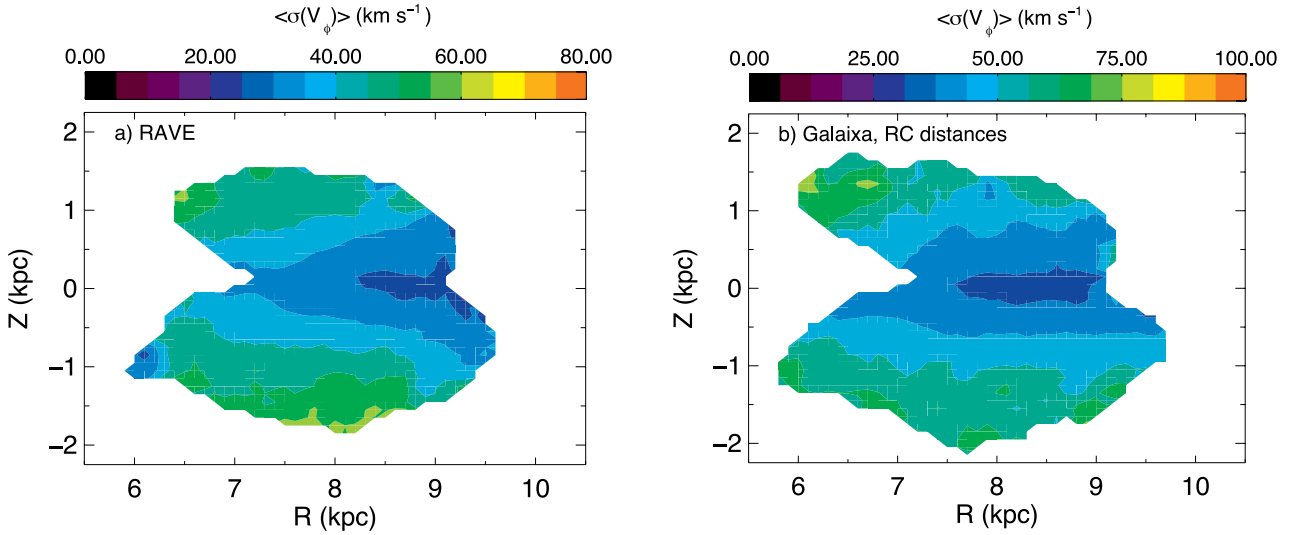 <σ(V_ϕ)> (km s⁻¹)
0.00 20.00 40.00 60.00 80.00
a) RAVE
2
1
0
−1
−2
Z (kpc)
6 7 8 9 10
R (kpc)
<σ(V_ϕ)> (km s⁻¹)
0.00 25.00 50.00 75.00 100.00
b) Galaixa, RC distances
2
1
0
−1
−2
Z (kpc)
6 7 8 9 10
R (kpc)